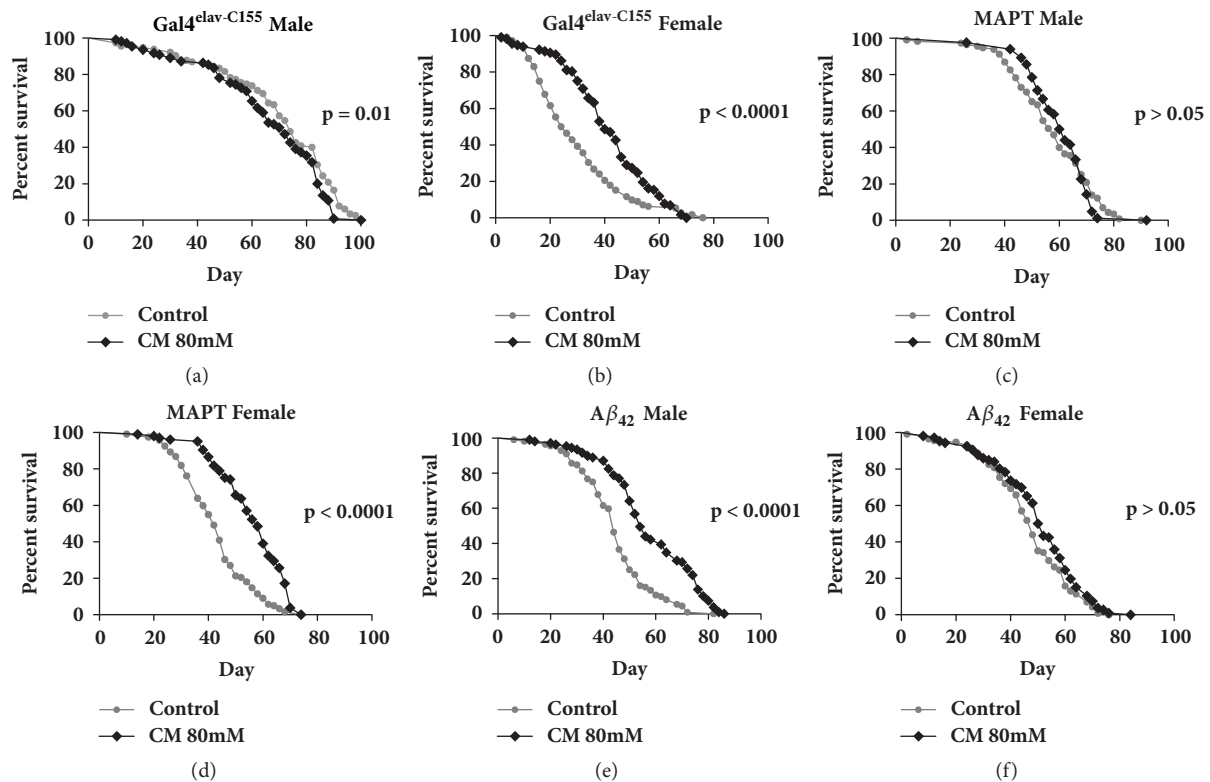 Gal4elav-C155 Male
Percent survival
100
80
60
40
20
0
p = 0.01
0 20 40 60 80 100
Day
Control
CM 80mM
(a)
Gal4elav-C155 Female
Percent survival
100
80
60
40
20
0
p < 0.0001
0 20 40 60 80 100
Day
Control
CM 80mM
(b)
MAPT Male
Percent survival
100
80
60
40
20
0
p > 0.05
0 20 40 60 80 100
Day
Control
CM 80mM
(c)
MAPT Female
Percent survival
100
80
60
40
20
0
p < 0.0001
0 20 40 60 80 100
Day
Control
CM 80mM
(d)
Aβ42 Male
Percent survival
100
80
60
40
20
0
p < 0.0001
0 20 40 60 80 100
Day
Control
CM 80mM
(e)
Aβ42 Female
Percent survival
100
80
60
40
20
0
p > 0.05
0 20 40 60 80 100
Day
Control
CM 80mM
(f)